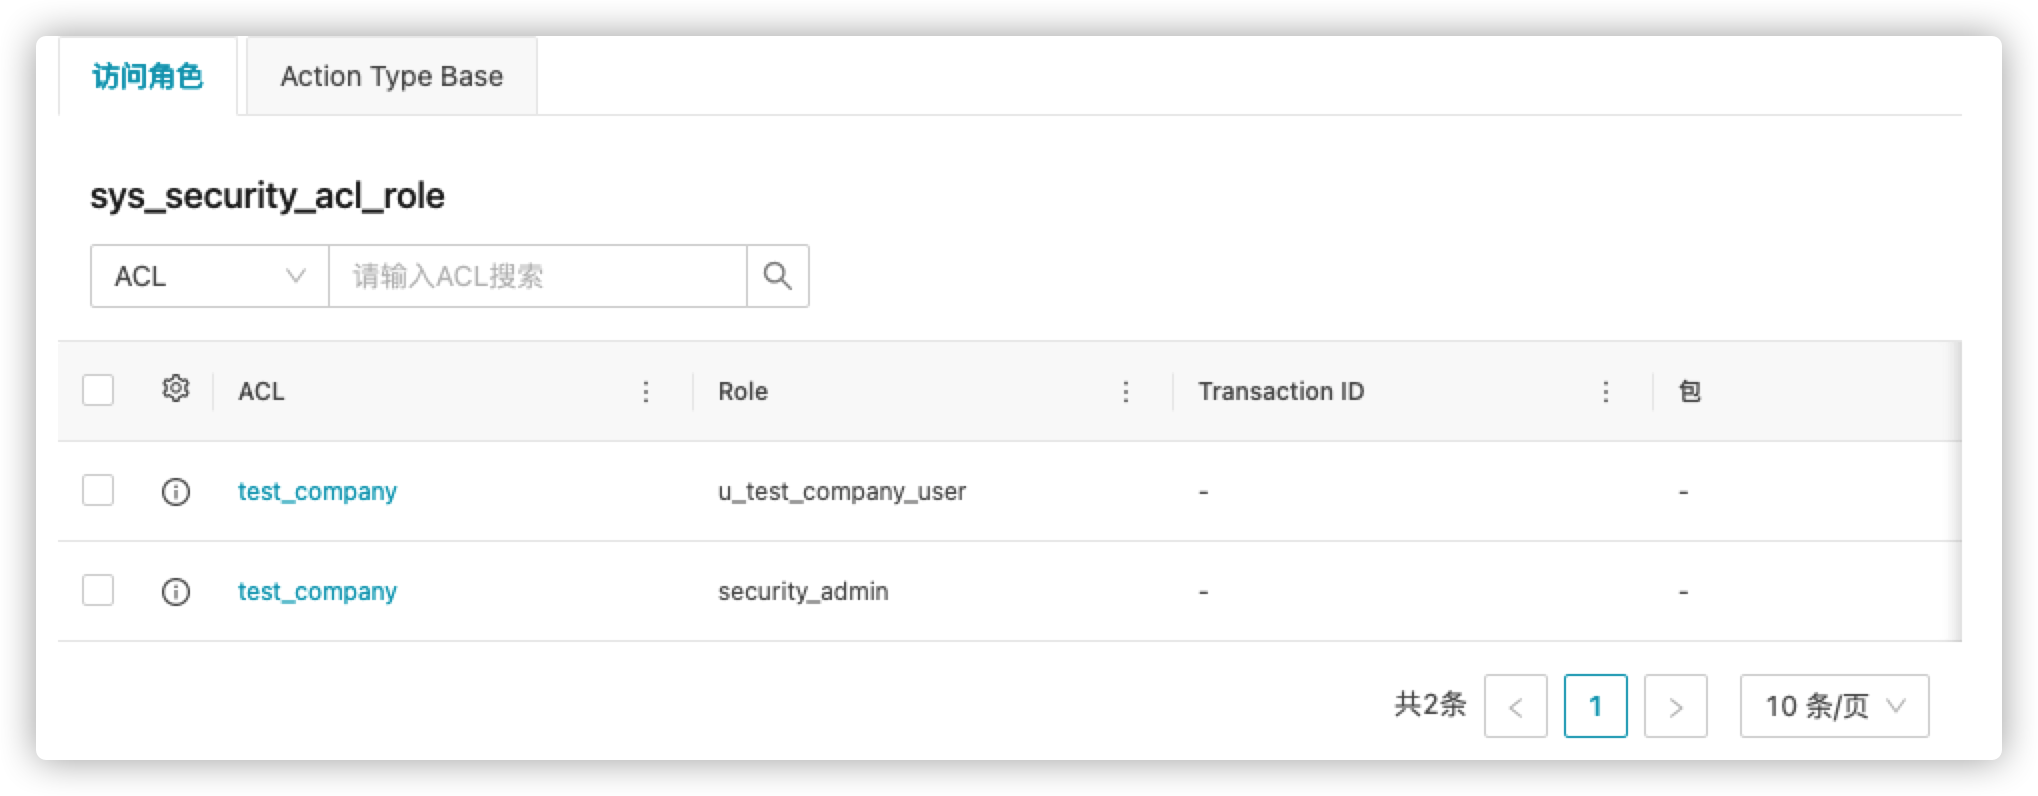 访问角色 Action Type Base
sys_security_acl_role
ACL 请输入ACL搜索
ACL Role Transaction ID 包
test_company u_test_company_user - -
test_company security_admin - -
共2条 < 1 > 10 条/页